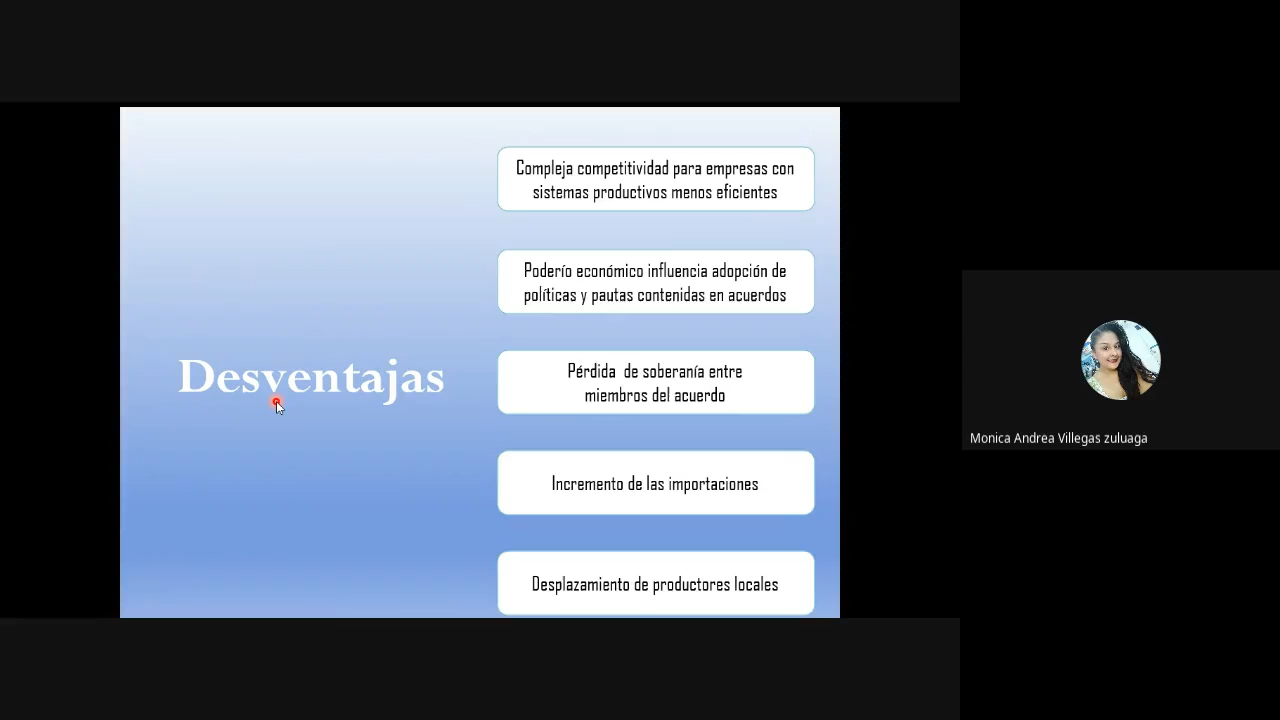 Compleja competitividad para empresas con
sistemas productivos menos eficientes
Poderío económico influencia adopción de
políticas y pautas contenidas en acuerdos
Desventajas
Pérdida de soberanía entre
miembros del acuerdo
Incremento de las importaciones
Desplazamiento de productores locales
Monica Andrea Villegas zuluaga